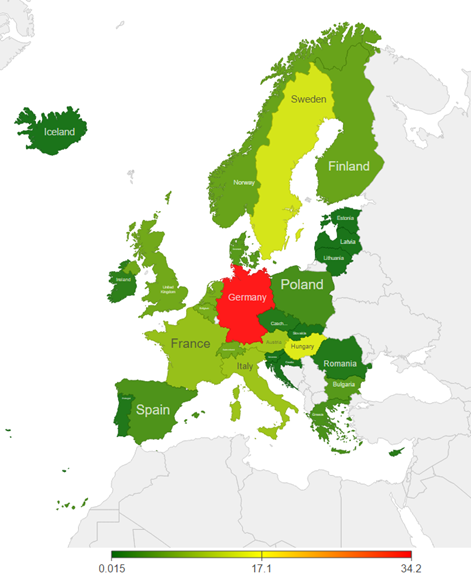 Iceland
Sweden
Finland
Norway
Estonia
Latvia
Lithuania
Ireland
United
Kingdom
Germany
Poland
Czech...
France
Austria
Hungary
Italy
Romania
Bulgaria
Spain
Greece
0.015
17.1
34.2